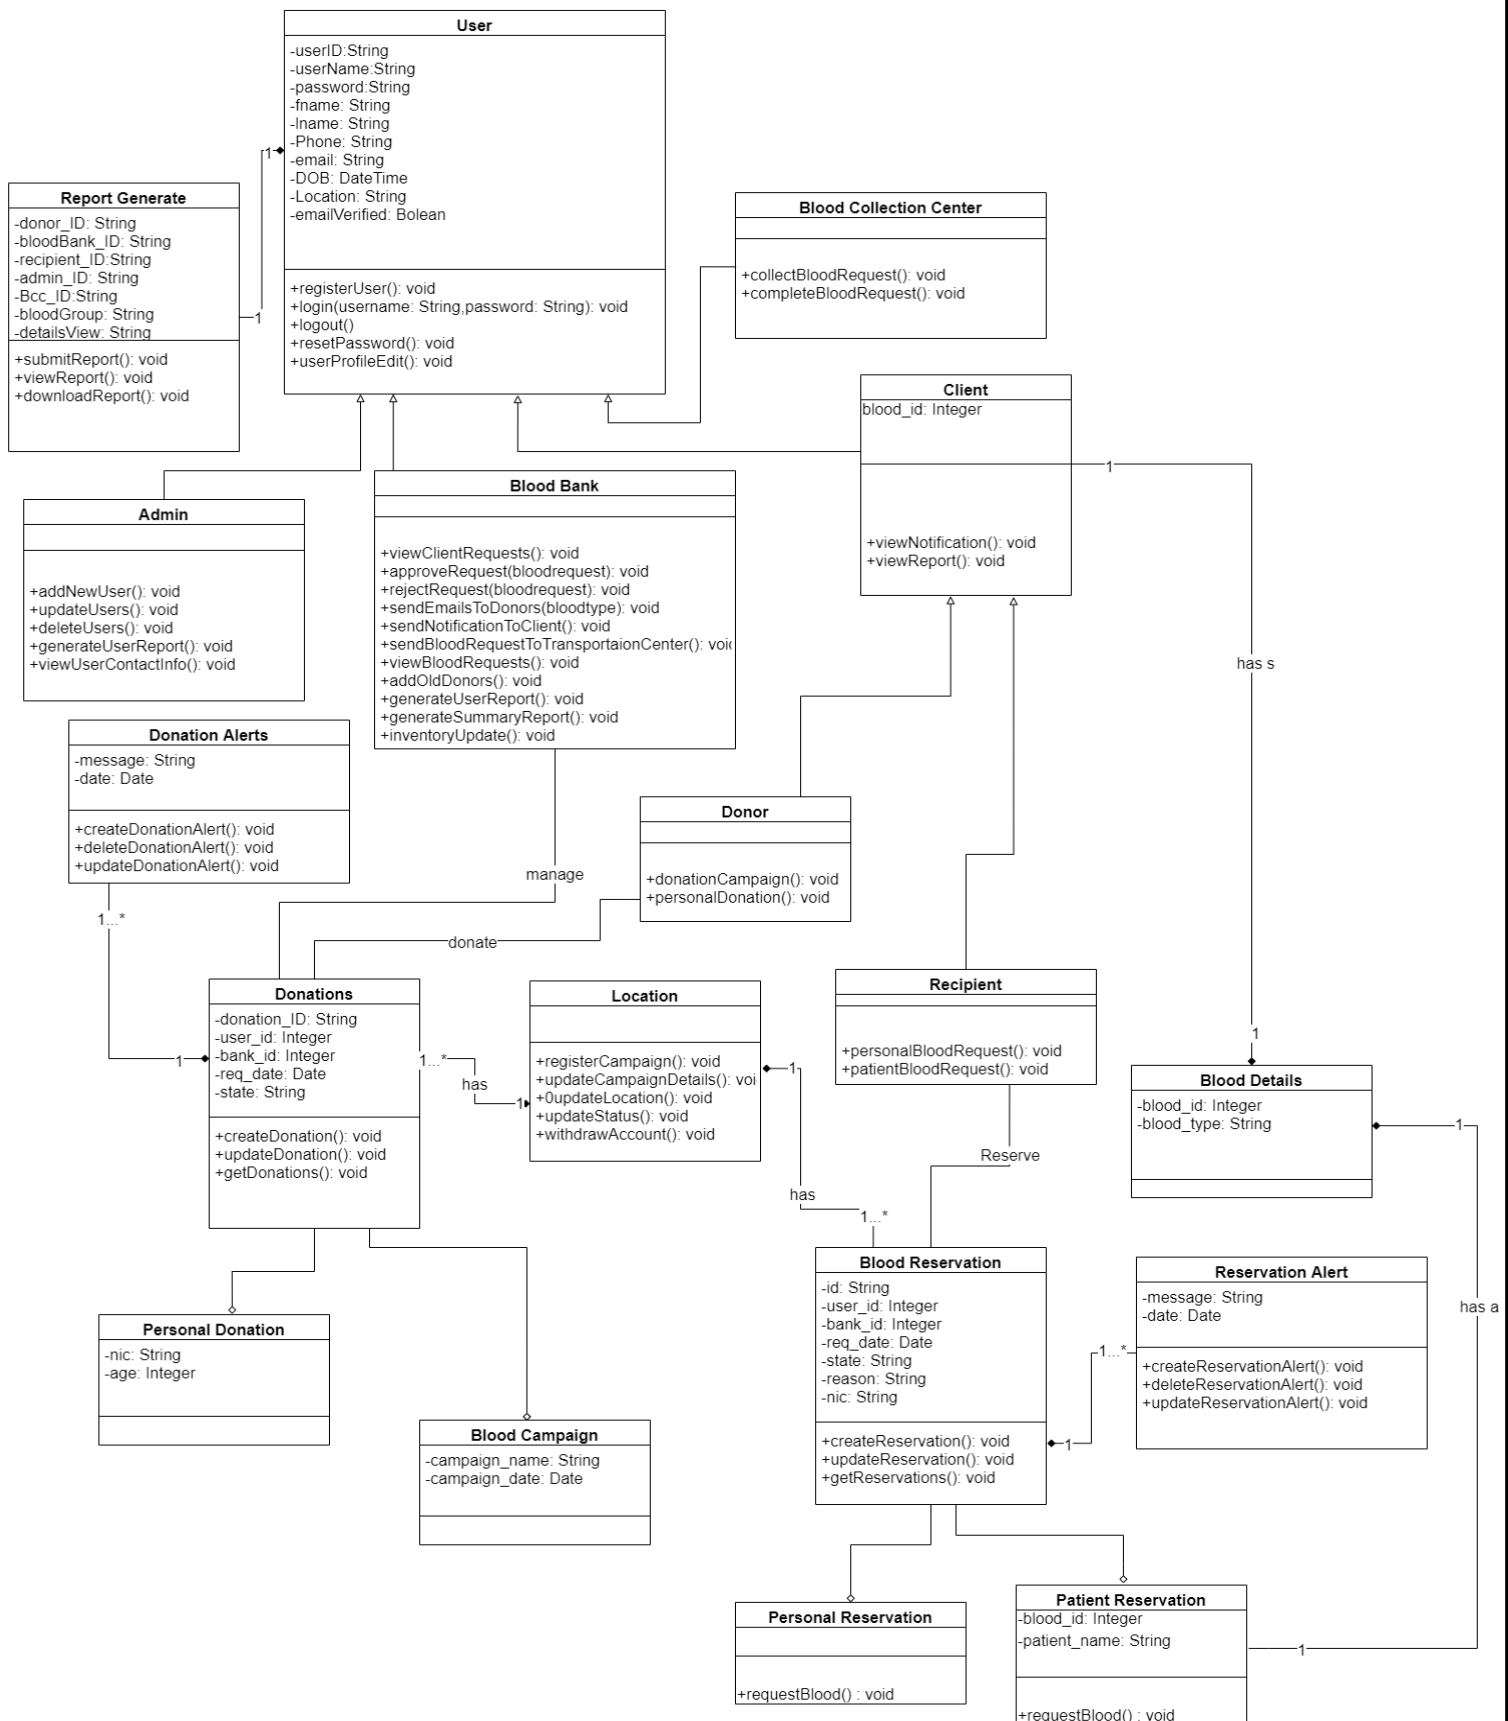 User
-userID:String
-userName:String
-password:String
-fname: String
-lname: String
-Phone: String
-email: String
-DOB: DateTime
-Location: String
-emailVerified: Bolean
+registerUser(): void
+login(username: String,password: String): void
+logout()
+resetPassword(): void
+userProfileEdit(): void
1
Report Generate
-donor_ID: String
-bloodBank_ID: String
-recipient_ID:String
-admin_ID: String
-Bcc_ID:String
-bloodGroup: String
-detailsView: String
+submitReport(): void
+viewReport(): void
+downloadReport(): void
1
Blood Collection Center
+collectBloodRequest(): void
+completeBloodRequest(): void
Client
blood_id: Integer
+viewNotification(): void
+viewReport(): void
1
has s
1
Admin
+addNewUser(): void
+updateUsers(): void
+deleteUsers(): void
+generateUserReport(): void
+viewUserContactInfo(): void
Blood Bank
+viewClientRequests(): void
+approveRequest(bloodrequest): void
+rejectRequest(bloodrequest): void
+sendEmailsToDonors(bloodtype): void
+sendNotificationToClient(): void
+sendBloodRequestToTransportaionCenter(): voi
+viewBloodRequests(): void
+addOldDonors(): void
+generateUserReport(): void
+generateSummaryReport(): void
+inventoryUpdate(): void
manage
Donation Alerts
-message: String
-date: Date
+createDonationAlert(): void
+deleteDonationAlert(): void
+updateDonationAlert(): void
1...*
1
Donor
+donationCampaign(): void
+personalDonation(): void
donate
Donations
-donation_ID: String
-user_id: Integer
-bank_id: Integer
-req_date: Date
-state: String
+createDonation(): void
+updateDonation(): void
+getDonations(): void
1...*
has
1
Location
+registerCampaign(): void
+updateCampaignDetails(): voi
+0updateLocation(): void
+updateStatus(): void
+withdrawAccount(): void
1
has
1...*
Recipient
+personalBloodRequest(): void
+patientBloodRequest(): void
Reserve
Blood Details
-blood_id: Integer
-blood_type: String
1
has a
1
Blood Reservation
-id: String
-user_id: Integer
-bank_id: Integer
-req_date: Date
-state: String
-reason: String
-nic: String
+createReservation(): void
+updateReservation(): void
+getReservations(): void
1
1...*
Reservation Alert
-message: String
-date: Date
+createReservationAlert(): void
+deleteReservationAlert(): void
+updateReservationAlert(): void
Personal Donation
-nic: String
-age: Integer
Blood Campaign
-campaign_name: String
-campaign_date: Date
Personal Reservation
+requestBlood() : void
Patient Reservation
-blood_id: Integer
-patient_name: String
+requestBlood() : void